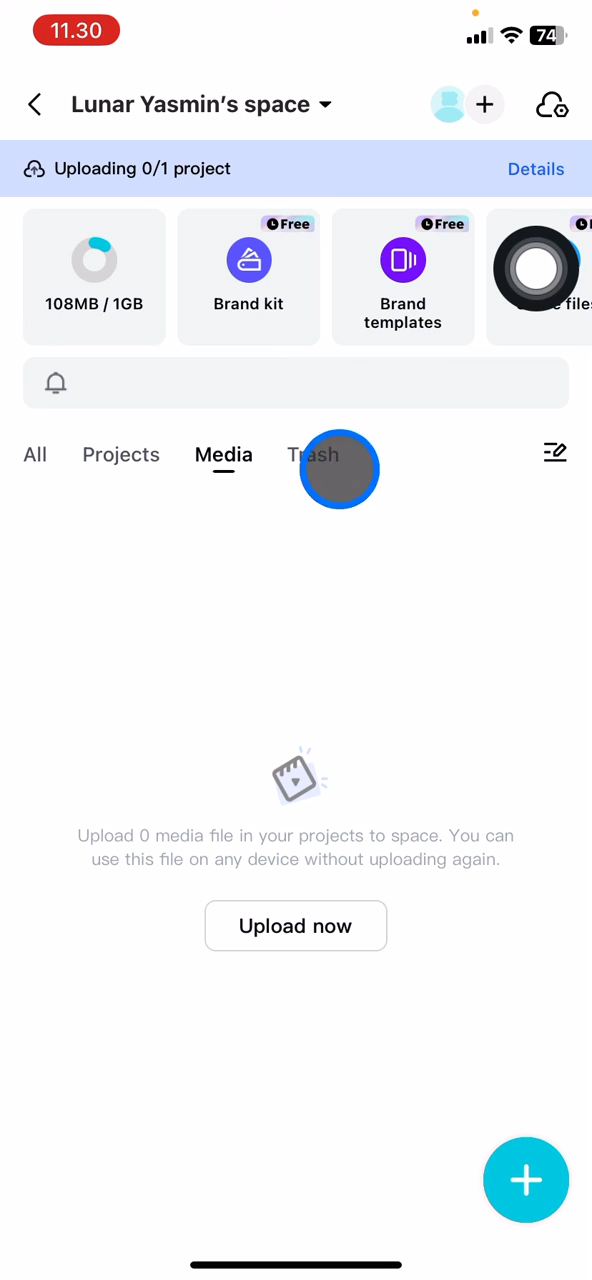 11.30
74
Lunar Yasmin's space
Uploading 0/1 project
Details
Free
Free
108MB / 1GB
Brand kit
Brand
templates
file
All
Projects
Media
Trash
Upload 0 media file in your projects to space. You can
use this file on any device without uploading again.
Upload now